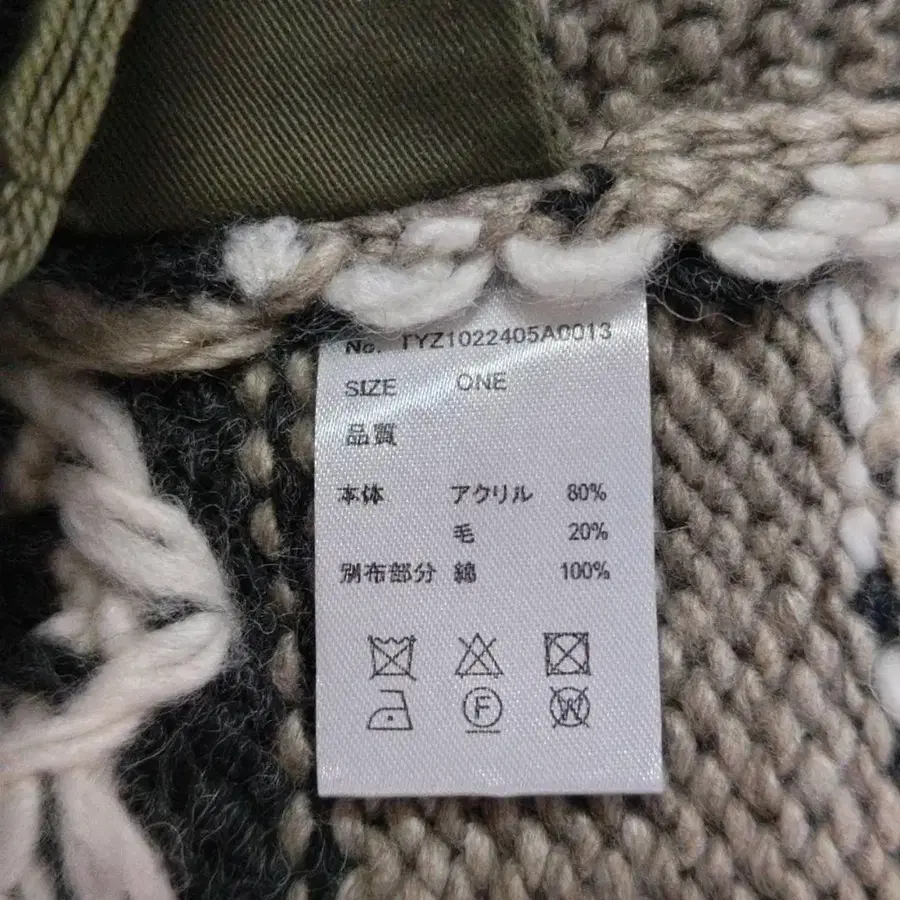 No. TYZ1022405A0013
SIZE ONE
品質
本体 アクリル 80%
毛 20%
別布部分 綿 100%
F W